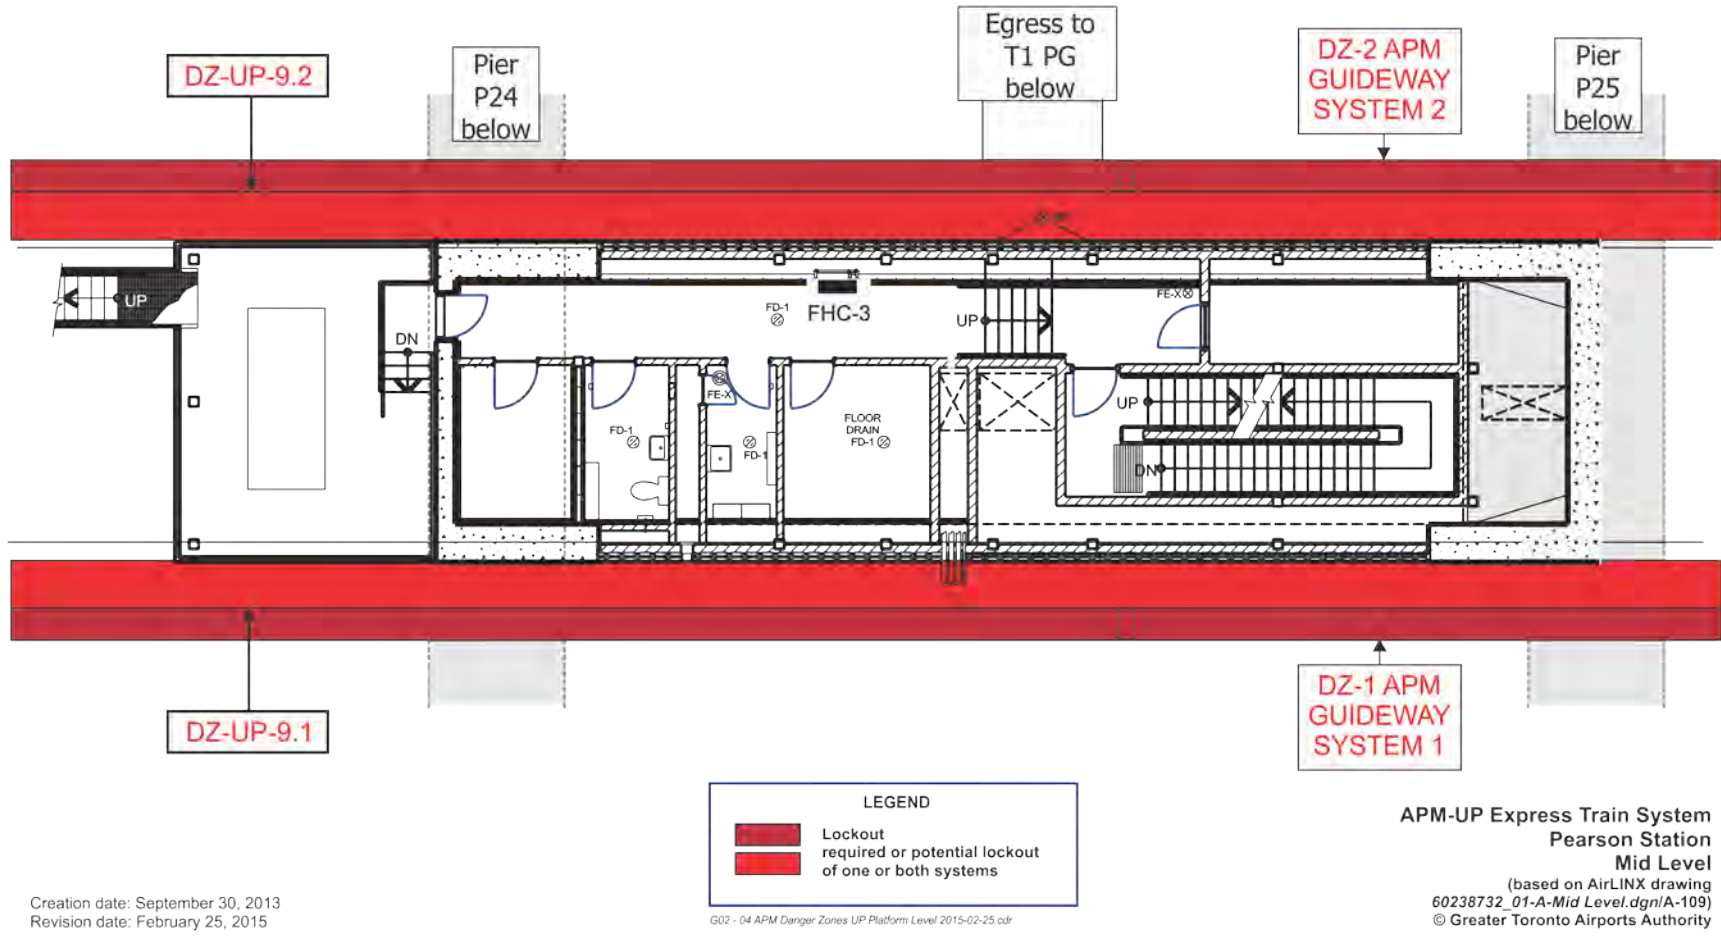 DZ-UP-9.2
Pier
P24
below
Egress to
T1 PG
below
DZ-2 APM
GUIDEWAY
SYSTEM 2
Pier
P25
below
UP
DN
FD-1
FHC-3
UP
FE-X
FE-X
FD-1
FD-1
FLOOR
DRAIN
FD-1
UP
DN
DZ-UP-9.1
DZ-1 APM
GUIDEWAY
SYSTEM 1
LEGEND
Lockout
required or potential lockout
of one or both systems
G02 - 04 APM Danger Zones UP Platform Level 2015-02-25.cdr
Creation date: September 30, 2013
Revision date: February 25, 2015
APM-UP Express Train System
Pearson Station
Mid Level
(based on AirLINX drawing
60238732_01-A-Mid Level.dgn/A-109)
© Greater Toronto Airports Authority